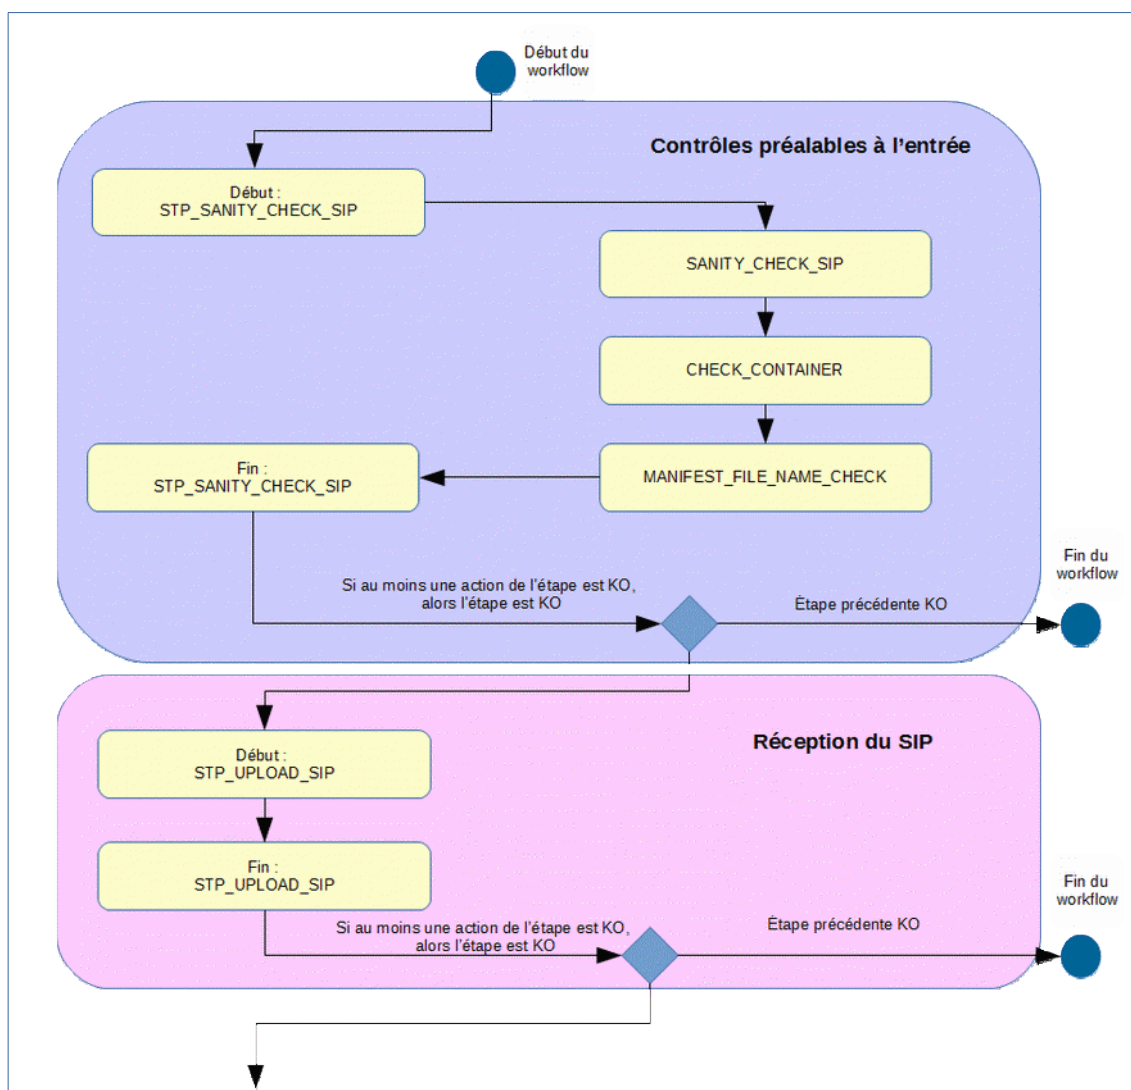 Début du
workflow
Contrôles préalables à l'entrée
Début :
STP_SANITY_CHECK_SIP
SANITY_CHECK_SIP
CHECK_CONTAINER
Fin :
STP_SANITY_CHECK_SIP
MANIFEST_FILE_NAME_CHECK
Fin du
workflow
Si au moins une action de l'étape est KO,
alors l'étape est KO
Étape précédente KO
Réception du SIP
Début :
STP_UPLOAD_SIP
Fin :
STP_UPLOAD_SIP
Fin du
workflow
Si au moins une action de l'étape est KO,
alors l'étape est KO
Étape précédente KO